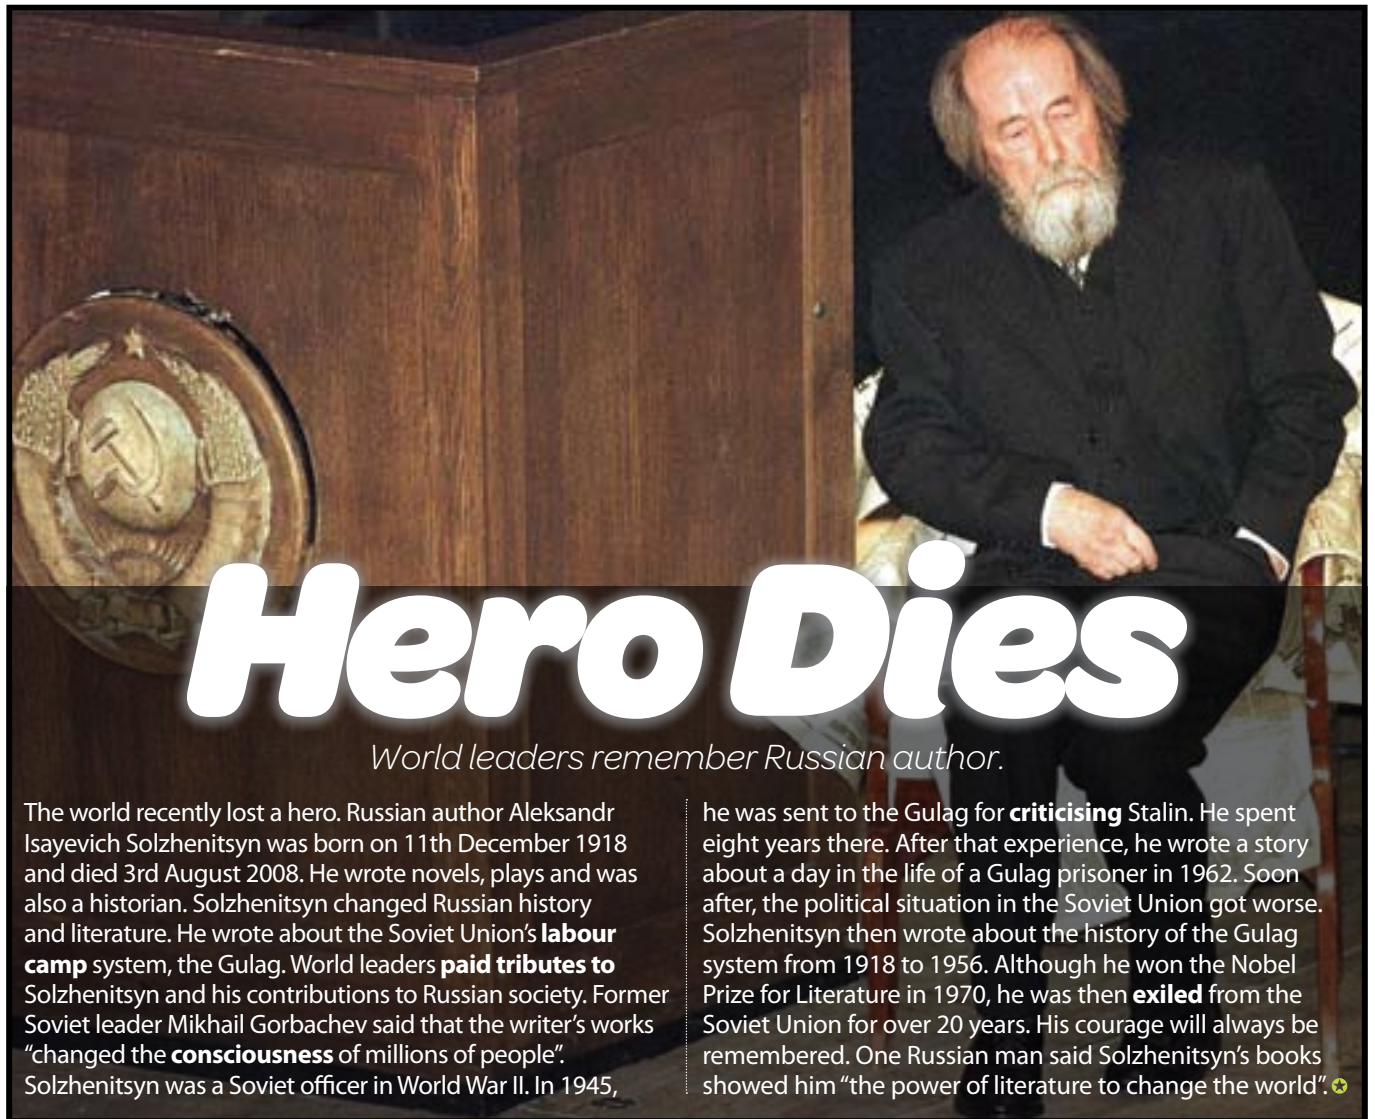 Hero Dies
World leaders remember Russian author.
The world recently lost a hero. Russian author Aleksandr
Isayevich Solzhenitsyn was born on 11th December 1918
and died 3rd August 2008. He wrote novels, plays and was
also a historian. Solzhenitsyn changed Russian history
and literature. He wrote about the Soviet Union’s labour
camp system, the Gulag. World leaders paid tributes to
Solzhenitsyn and his contributions to Russian society. Former
Soviet leader Mikhail Gorbachev said that the writer’s works
“changed the consciousness of millions of people”.
Solzhenitsyn was a Soviet officer in World War II. In 1945,
he was sent to the Gulag for criticising Stalin. He spent
eight years there. After that experience, he wrote a story
about a day in the life of a Gulag prisoner in 1962. Soon
after, the political situation in the Soviet Union got worse.
Solzhenitsyn then wrote about the history of the Gulag
system from 1918 to 1956. Although he won the Nobel
Prize for Literature in 1970, he was then exiled from the
Soviet Union for over 20 years. His courage will always be
remembered. One Russian man said Solzhenitsyn’s books
showed him “the power of literature to change the world”.